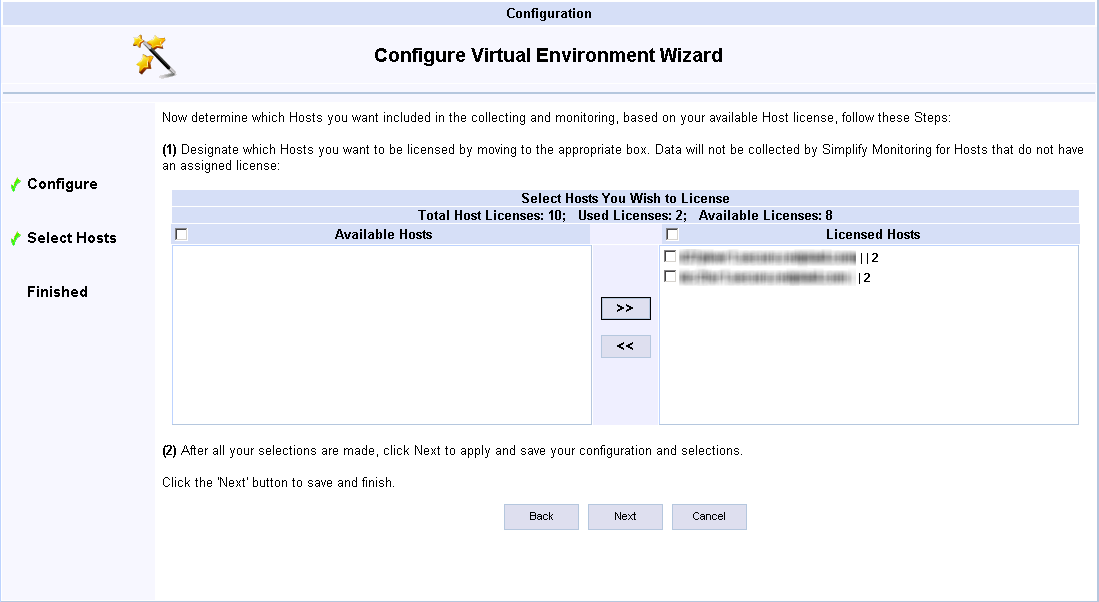 Configuration
Configure Virtual Environment Wizard
Configure
Select Hosts
Finished
Now determine which Hosts you want included in the collecting and monitoring, based on your available Host license, follow these Steps:
(1) Designate which Hosts you want to be licensed by moving to the appropriate box. Data will not be collected by Simplify Monitoring for Hosts that do not have
an assigned license:
Select Hosts You Wish to License
Total Host Licenses: 10; Used Licenses: 2; Available Licenses: 8
Available Hosts
Licensed Hosts
| | 2
| 2
>>
<<
(2) After all your selections are made, click Next to apply and save your configuration and selections.
Click the 'Next' button to save and finish.
Back Next Cancel